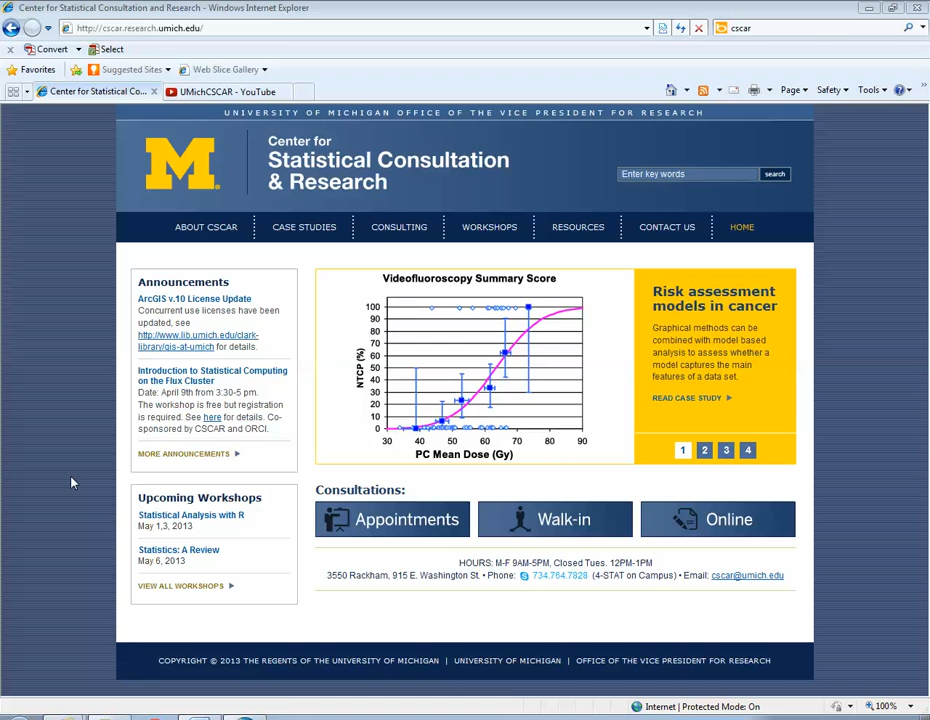 Center for Statistical Consultation and Research - Windows Internet Explorer
http://cscar.research.umich.edu/
cscar
Convert
Select
Favorites
Suggested Sites
Web Slice Gallery
Center for Statistical Co...
UMichCSCAR - YouTube
Page
Safety
Tools
UNIVERSITY OF MICHIGAN OFFICE OF THE VICE PRESIDENT FOR RESEARCH
M
Center for
Statistical Consultation
& Research
Enter key words
search
ABOUT CSCAR
CASE STUDIES
CONSULTING
WORKSHOPS
RESOURCES
CONTACT US
HOME
Announcements
ArcGIS v.10 License Update
Concurrent use licenses have been
updated, see
http://www.lib.umich.edu/clark-
library/gis-at-umich for details.
Introduction to Statistical Computing
on the Flux Cluster
Date: April 9th from 3:30-5 pm.
The workshop is free but registration
is required. See here for details. Co-
sponsored by CSCAR and ORCI.
MORE ANNOUNCEMENTS
Videofluoroscopy Summary Score
NTCP (%)
100
90
80
70
60
50
40
30
20
10
0
30 40 50 60 70 80 90
PC Mean Dose (Gy)
Risk assessment
models in cancer
Graphical methods can be
combined with model based
analysis to assess whether a
model captures the main
features of a data set.
READ CASE STUDY
1 2 3 4
Upcoming Workshops
Statistical Analysis with R
May 1,3, 2013
Statistics: A Review
May 6, 2013
VIEW ALL WORKSHOPS
Consultations:
Appointments
Walk-in
Online
HOURS: M-F 9AM-5PM, Closed Tues. 12PM-1PM
3550 Rackham, 915 E. Washington St. • Phone: 734.764.7828 (4-STAT on Campus) • Email: cscar@umich.edu
COPYRIGHT © 2013 THE REGENTS OF THE UNIVERSITY OF MICHIGAN | UNIVERSITY OF MICHIGAN | OFFICE OF THE VICE PRESIDENT FOR RESEARCH
Internet | Protected Mode: On
100%